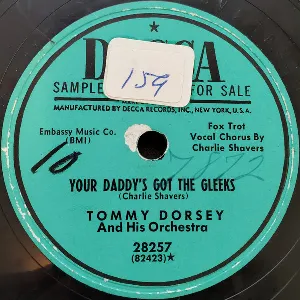 DECCA
159
SAMPLE FOR SALE
MANUFACTURED BY DECCA RECORDS, INC., NEW YORK, U.S.A.
Embassy Music Co.
(BMI)
Fox Trot
Vocal Chorus By
Charlie Shavers
10
7872
YOUR DADDY'S GOT THE GLEEKS
(Charlie Shavers)
TOMMY DORSEY
And His Orchestra
28257
(82423)★